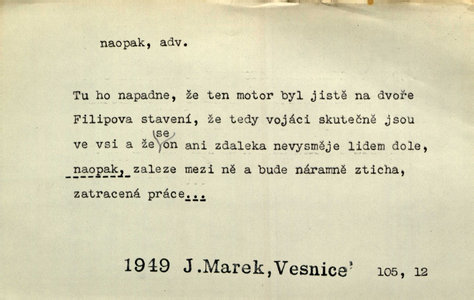 naopak, adv.
Tu ho napadne, že ten motor byl jistě na dvoře
Filipova stavení, že tedy vojáci skutečně jsou
ve vsi a že se on ani zdaleka nevysměje lidem dole,
naopak, zaleze mezi ně a bude náramně zticha,
zatracená práce...
1949 J.Marek,Vesnice 105, 12